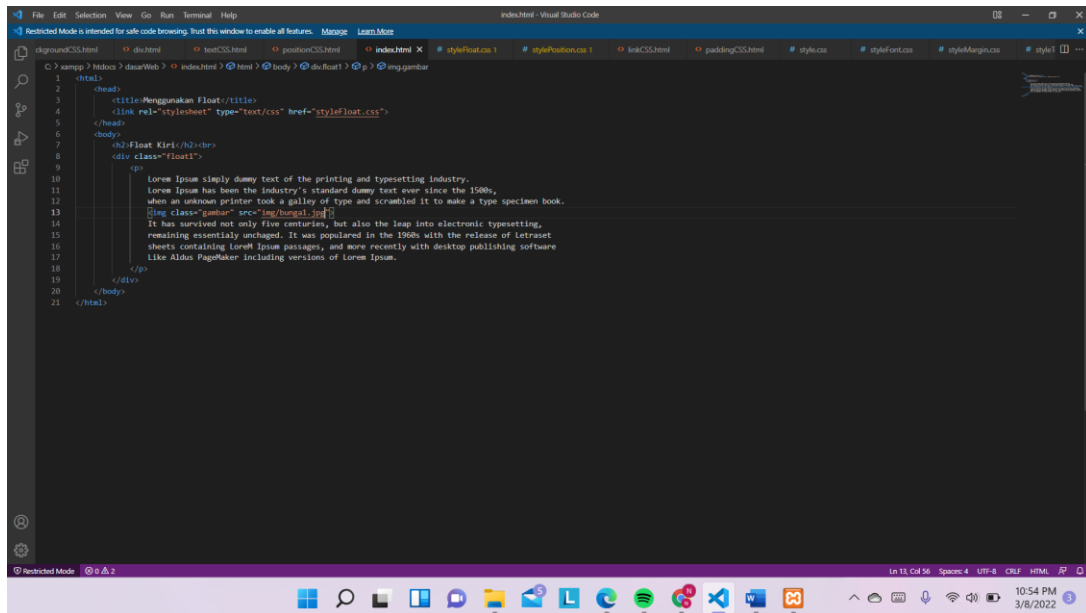 File Edit Selection View Go Run Terminal Help index.html - Visual Studio Code
Restricted Mode is intended for safe code browsing. Trust this window to enable all features. Manage Learn More
ckgroundCSS.html div.html textCSS.html positionCSS.html index.html styleFloat.css 1 stylePosition.css 1 linkCSS.html paddingCSS.html style.css styleFont.css styleMargin.css
C: > xampp > htdocs > dasarWeb > index.html > html > body > div.float1 > p > img.gambar
1 <html>
2 <head>
3 <title>Menggunakan Float</title>
4 <link rel="stylesheet" type="text/css" href="styleFloat.css">
5 </head>
6 <body>
7 <h2>Float Kiri</h2><br>
8 <div class="float1">
9 <p>
10 Lorem Ipsum simply dummy text of the printing and typesetting industry.
11 Lorem Ipsum has been the industry's standard dummy text ever since the 1500s,
12 when an unknown printer took a galley of type and scrambled it to make a type specimen book.
13 <img class="gambar" src="img/bunga1.jpg">
14 It has survived not only five centuries, but also the leap into electronic typesetting,
15 remaining essentialy unchaged. It was populared in the 1960s with the release of Letraset
16 sheets containing LoreM Ipsum passages, and more recently with desktop publishing software
17 Like Aldus PageMaker including versions of Lorem Ipsum.
18 </p>
19 </div>
20 </body>
21 </html>
Restricted Mode 0 2 Ln 13, Col 56 Spaces: 4 UTF-8 CRLF HTML
10:54 PM
3/8/2022 3